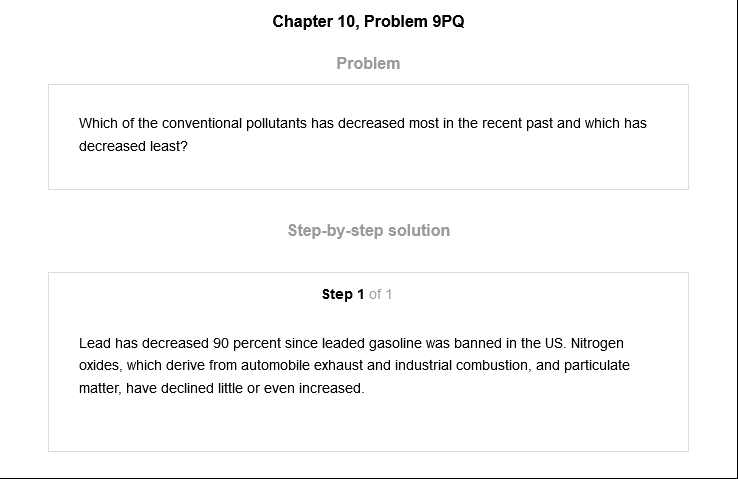 Chapter 10, Problem 9PQ
Problem
Which of the conventional pollutants has decreased most in the recent past and which has
decreased least?
Step-by-step solution
Step 1 of 1
Lead has decreased 90 percent since leaded gasoline was banned in the US. Nitrogen
oxides, which derive from automobile exhaust and industrial combustion, and particulate
matter, have declined little or even increased.